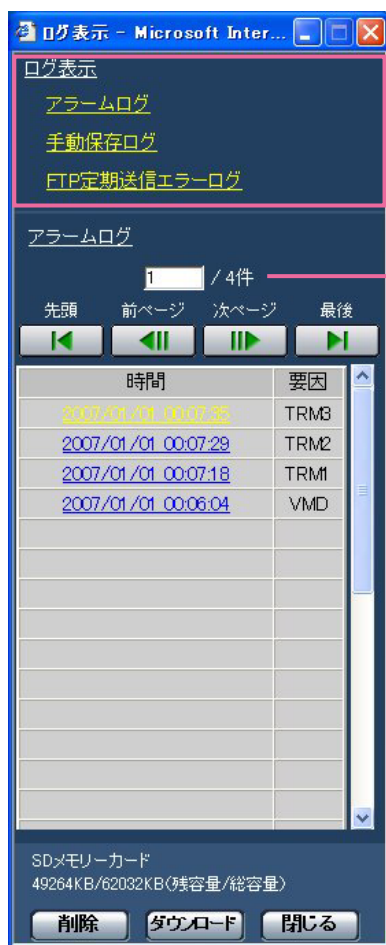 ログ表示 - Microsoft Inter...
ログ表示
アラームログ
手動保存ログ
FTP定期送信エラーログ
アラームログ
1 / 4件
先頭 前ページ 次ページ 最後
時間 要因
2007/01/01 00:07:35 TRM3
2007/01/01 00:07:29 TRM2
2007/01/01 00:07:18 TRM1
2007/01/01 00:06:04 VMD
SDメモリーカード
49264KB/62032KB(残容量/総容量)
削除 ダウンロード 閉じる